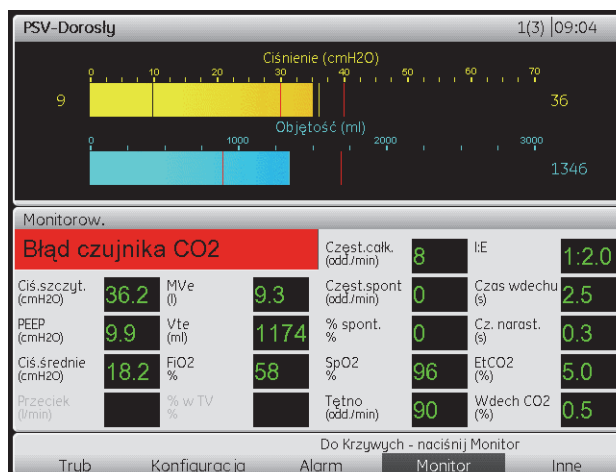 PSV-Dorosły 1(3) |09:04
Ciśnienie (cmH2O)
0 10 20 30 40 50 60 70
9 36
Objętość (ml)
0 1000 2000 3000
1346
Monitorow.
Błąd czujnika CO2
Częst.całk. (odd./min) 8 I:E 1:2.0
Ciś.szczyt. (cmH2O) 36.2 MVe (l) 9.3 Częst.spont (odd./min) 0 Czas wdechu (s) 2.5
PEEP (cmH2O) 9.9 Vte (ml) 1174 % spont. % 0 Cz. narast. (s) 0.3
Ciś.średnie (cmH2O) 18.2 FiO2 % 58 SpO2 % 96 EtCO2 (%) 5.0
Przeciek (l/min) % w TV % Tętno (odd./min) 90 Wdech CO2 (%) 0.5
Do Krzywych - naciśnij Monitor
Tryb Konfiguracja Alarm Monitor Inne